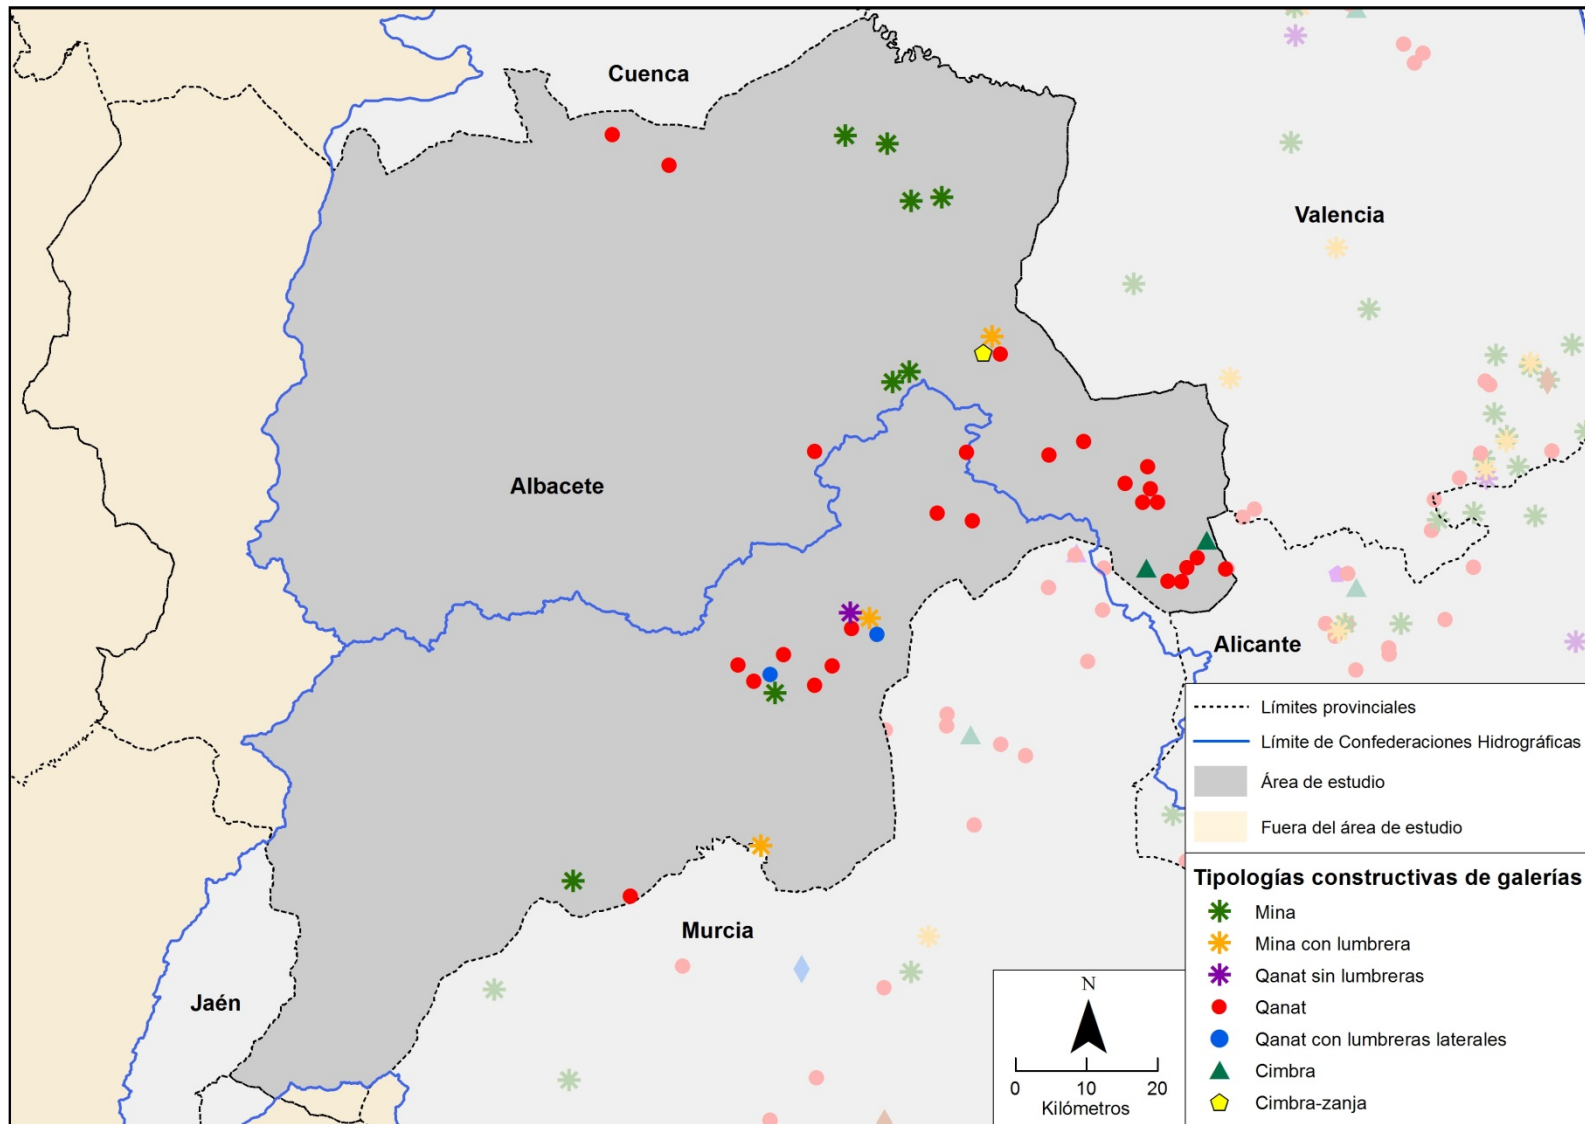 Cuenca
Valencia
Albacete
Alicante
Murcia
Jaén
Límites provinciales
Límite de Confederaciones Hidrográficas
Área de estudio
Fuera del área de estudio
Tipologías constructivas de galerías
Mina
Mina con lumbrera
Qanat sin lumbreras
Qanat
Qanat con lumbreras laterales
Cimbra
Cimbra-zanja
N
0 10 20
Kilómetros